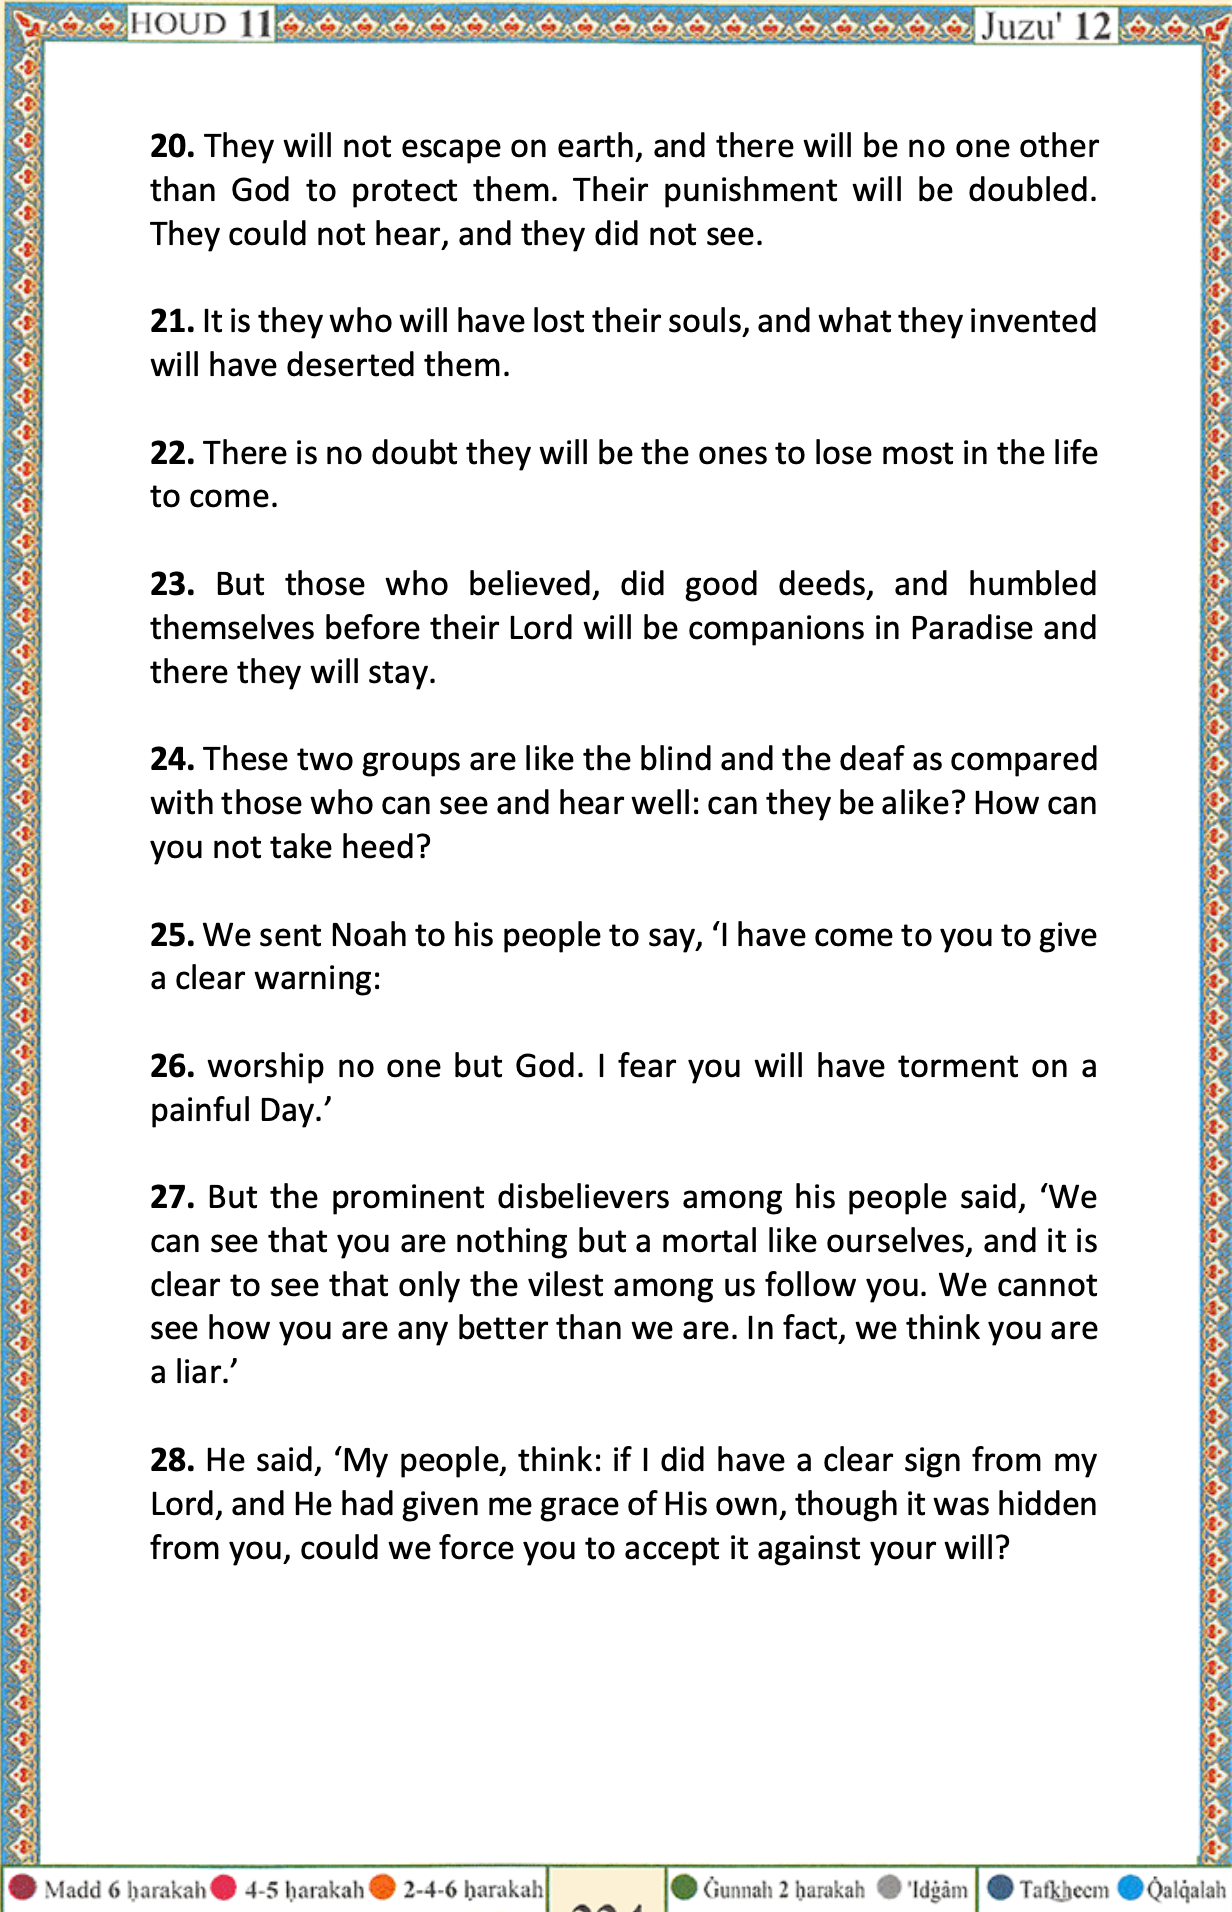 HOUD 11
Juzu' 12
20. They will not escape on earth, and there will be no one other
than God to protect them. Their punishment will be doubled.
They could not hear, and they did not see.
21. It is they who will have lost their souls, and what they invented
will have deserted them.
22. There is no doubt they will be the ones to lose most in the life
to come.
23. But those who believed, did good deeds, and humbled
themselves before their Lord will be companions in Paradise and
there they will stay.
24. These two groups are like the blind and the deaf as compared
with those who can see and hear well: can they be alike? How can
you not take heed?
25. We sent Noah to his people to say, ‘I have come to you to give
a clear warning:
26. worship no one but God. I fear you will have torment on a
painful Day.’
27. But the prominent disbelievers among his people said, ‘We
can see that you are nothing but a mortal like ourselves, and it is
clear to see that only the vilest among us follow you. We cannot
see how you are any better than we are. In fact, we think you are
a liar.’
28. He said, ‘My people, think: if I did have a clear sign from my
Lord, and He had given me grace of His own, though it was hidden
from you, could we force you to accept it against your will?
Madd 6 ḥarakah 4-5 ḥarakah 2-4-6 ḥarakah Ġunnah 2 ḥarakah 'Idġâm Tafkheem Qalqalah